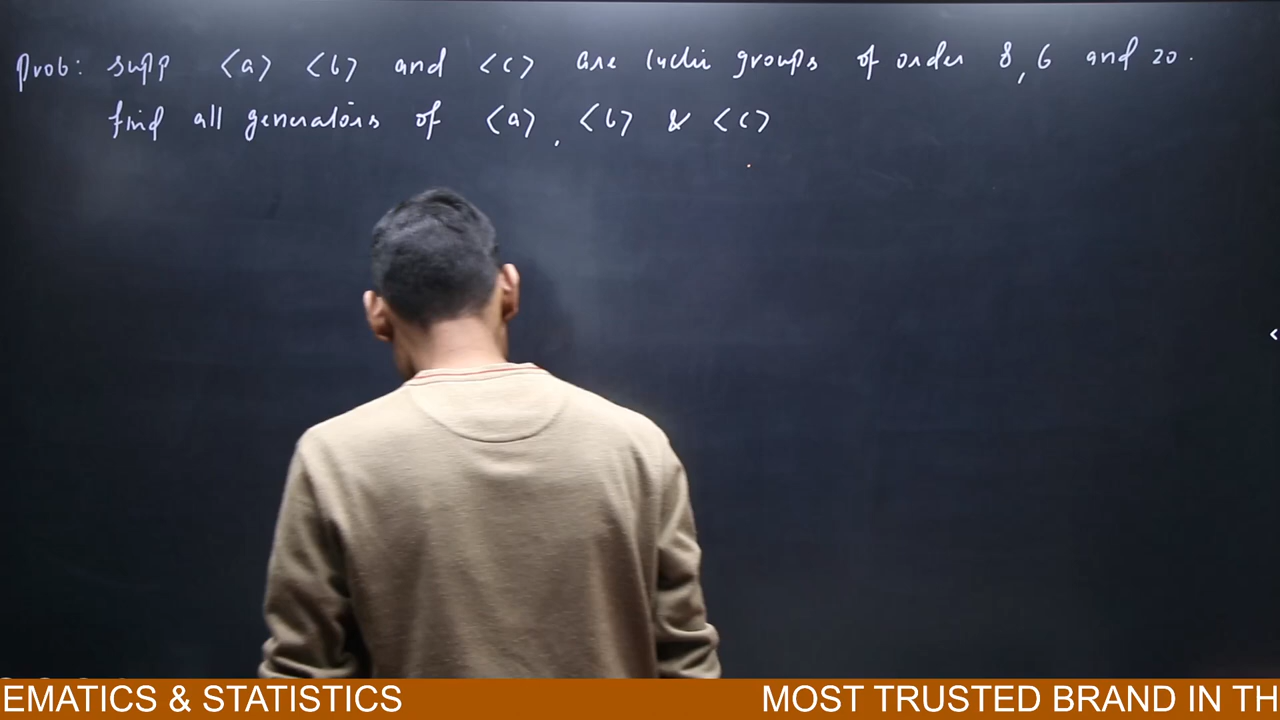 prob: supp <a> <b> and <c> are cyclic groups of order 8, 6 and 20.
find all generators of <a>, <b> & <c>
<
EMATICS & STATISTICS MOST TRUSTED BRAND IN TH